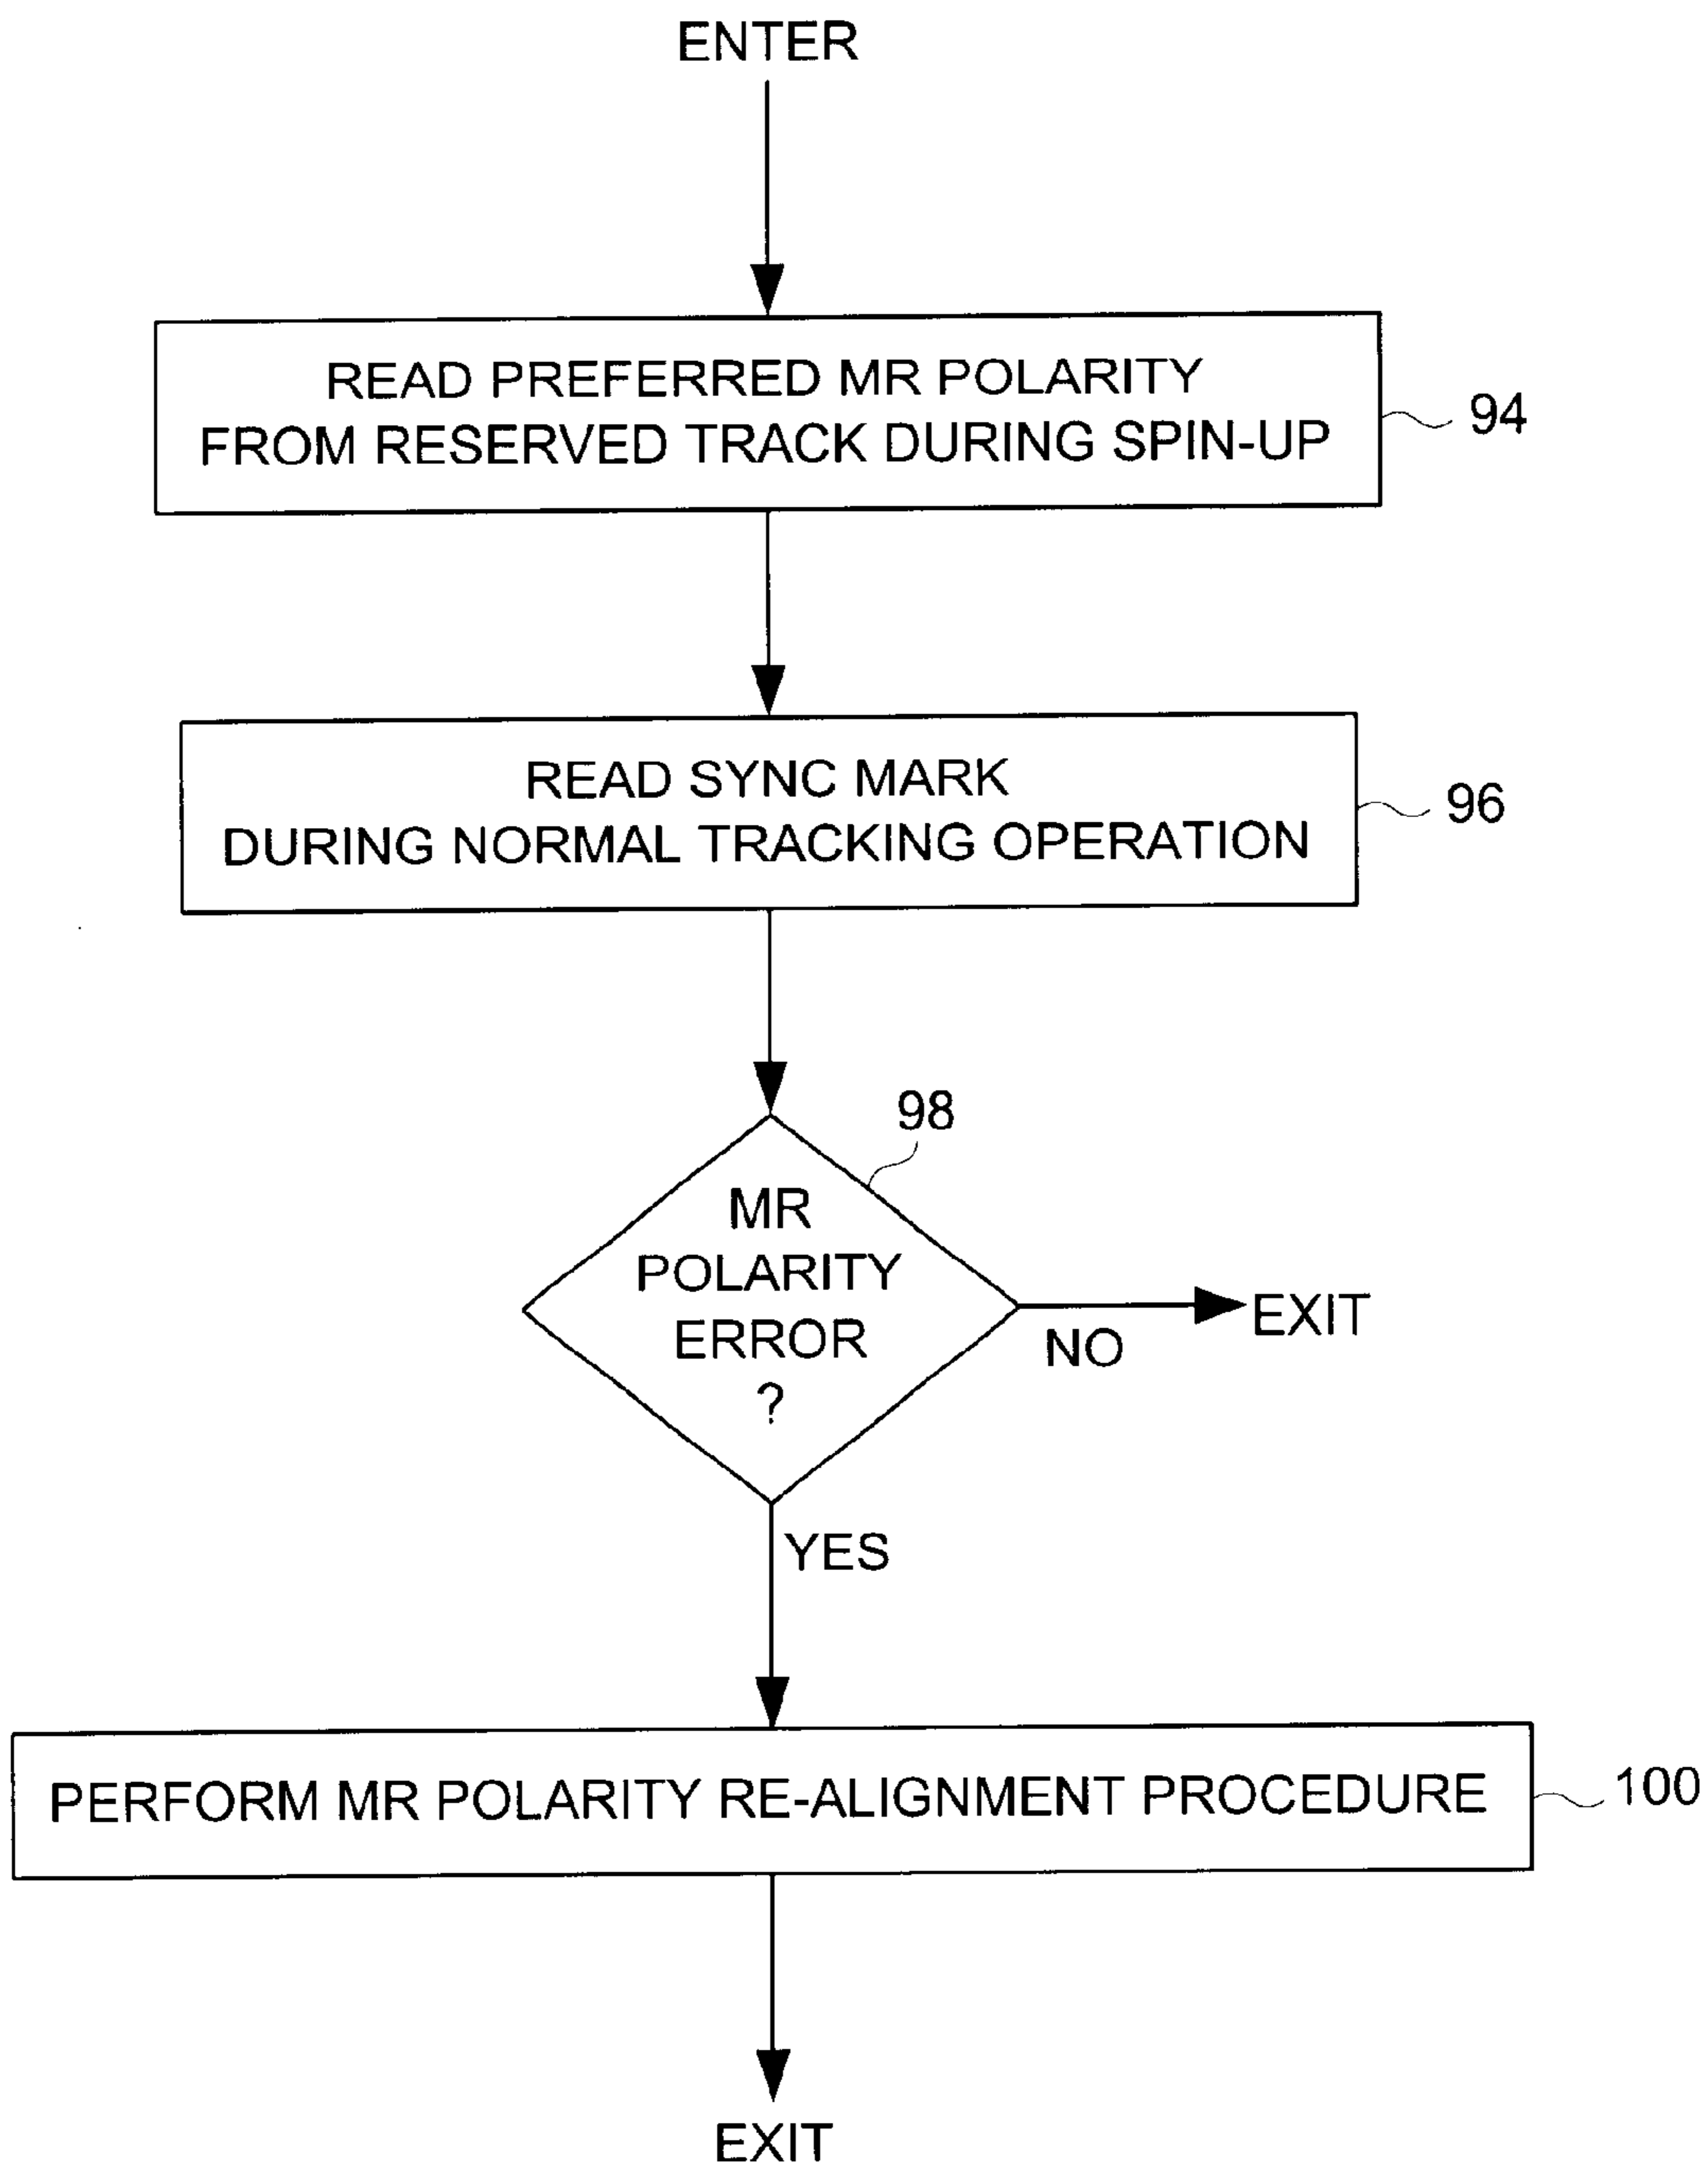 ENTER
READ PREFERRED MR POLARITY
FROM RESERVED TRACK DURING SPIN-UP
94
READ SYNC MARK
DURING NORMAL TRACKING OPERATION
96
98
MR
POLARITY
ERROR
?
NO
EXIT
YES
PERFORM MR POLARITY RE-ALIGNMENT PROCEDURE
100
EXIT